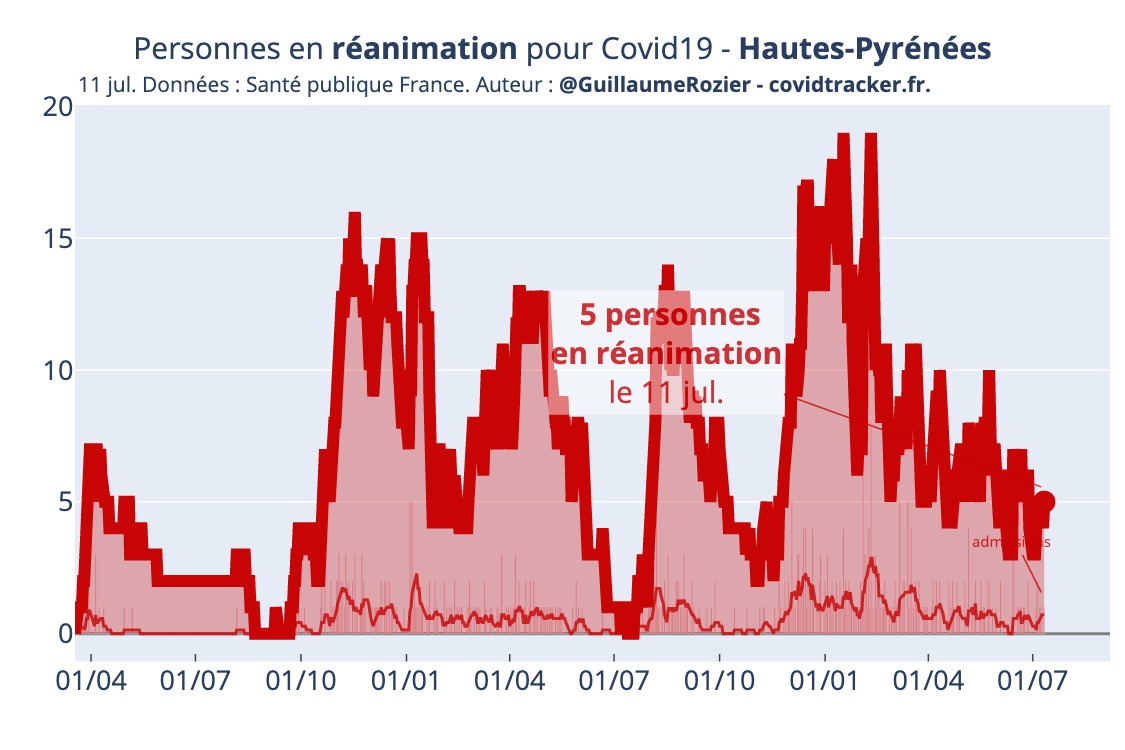 Personnes en réanimation pour Covid19 - Hautes-Pyrénées
11 jul. Données : Santé publique France. Auteur : @GuillaumeRozier - covidtracker.fr.
20
15
10
5
0
5 personnes
en réanimation
le 11 jul.
admissions
01/04 01/07 01/10 01/01 01/04 01/07 01/10 01/01 01/04 01/07